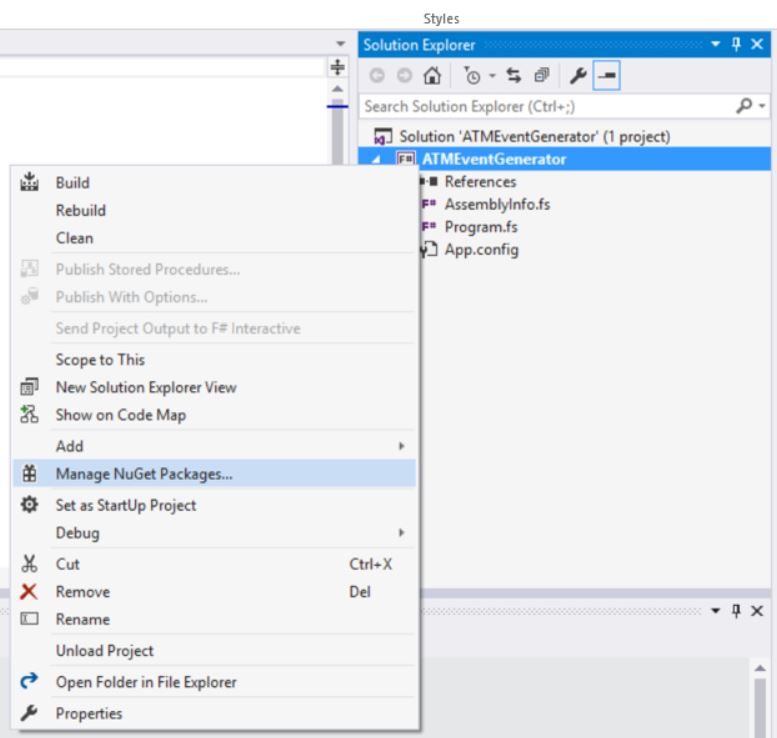 Styles
Solution Explorer
Search Solution Explorer (Ctrl+;)
Solution 'ATMEventGenerator' (1 project)
F# ATMEventGenerator
References
F# AssemblyInfo.fs
F# Program.fs
App.config
Build
Rebuild
Clean
Publish Stored Procedures...
Publish With Options...
Send Project Output to F# Interactive
Scope to This
New Solution Explorer View
Show on Code Map
Add
Manage NuGet Packages...
Set as StartUp Project
Debug
Cut Ctrl+X
Remove Del
Rename
Unload Project
Open Folder in File Explorer
Properties